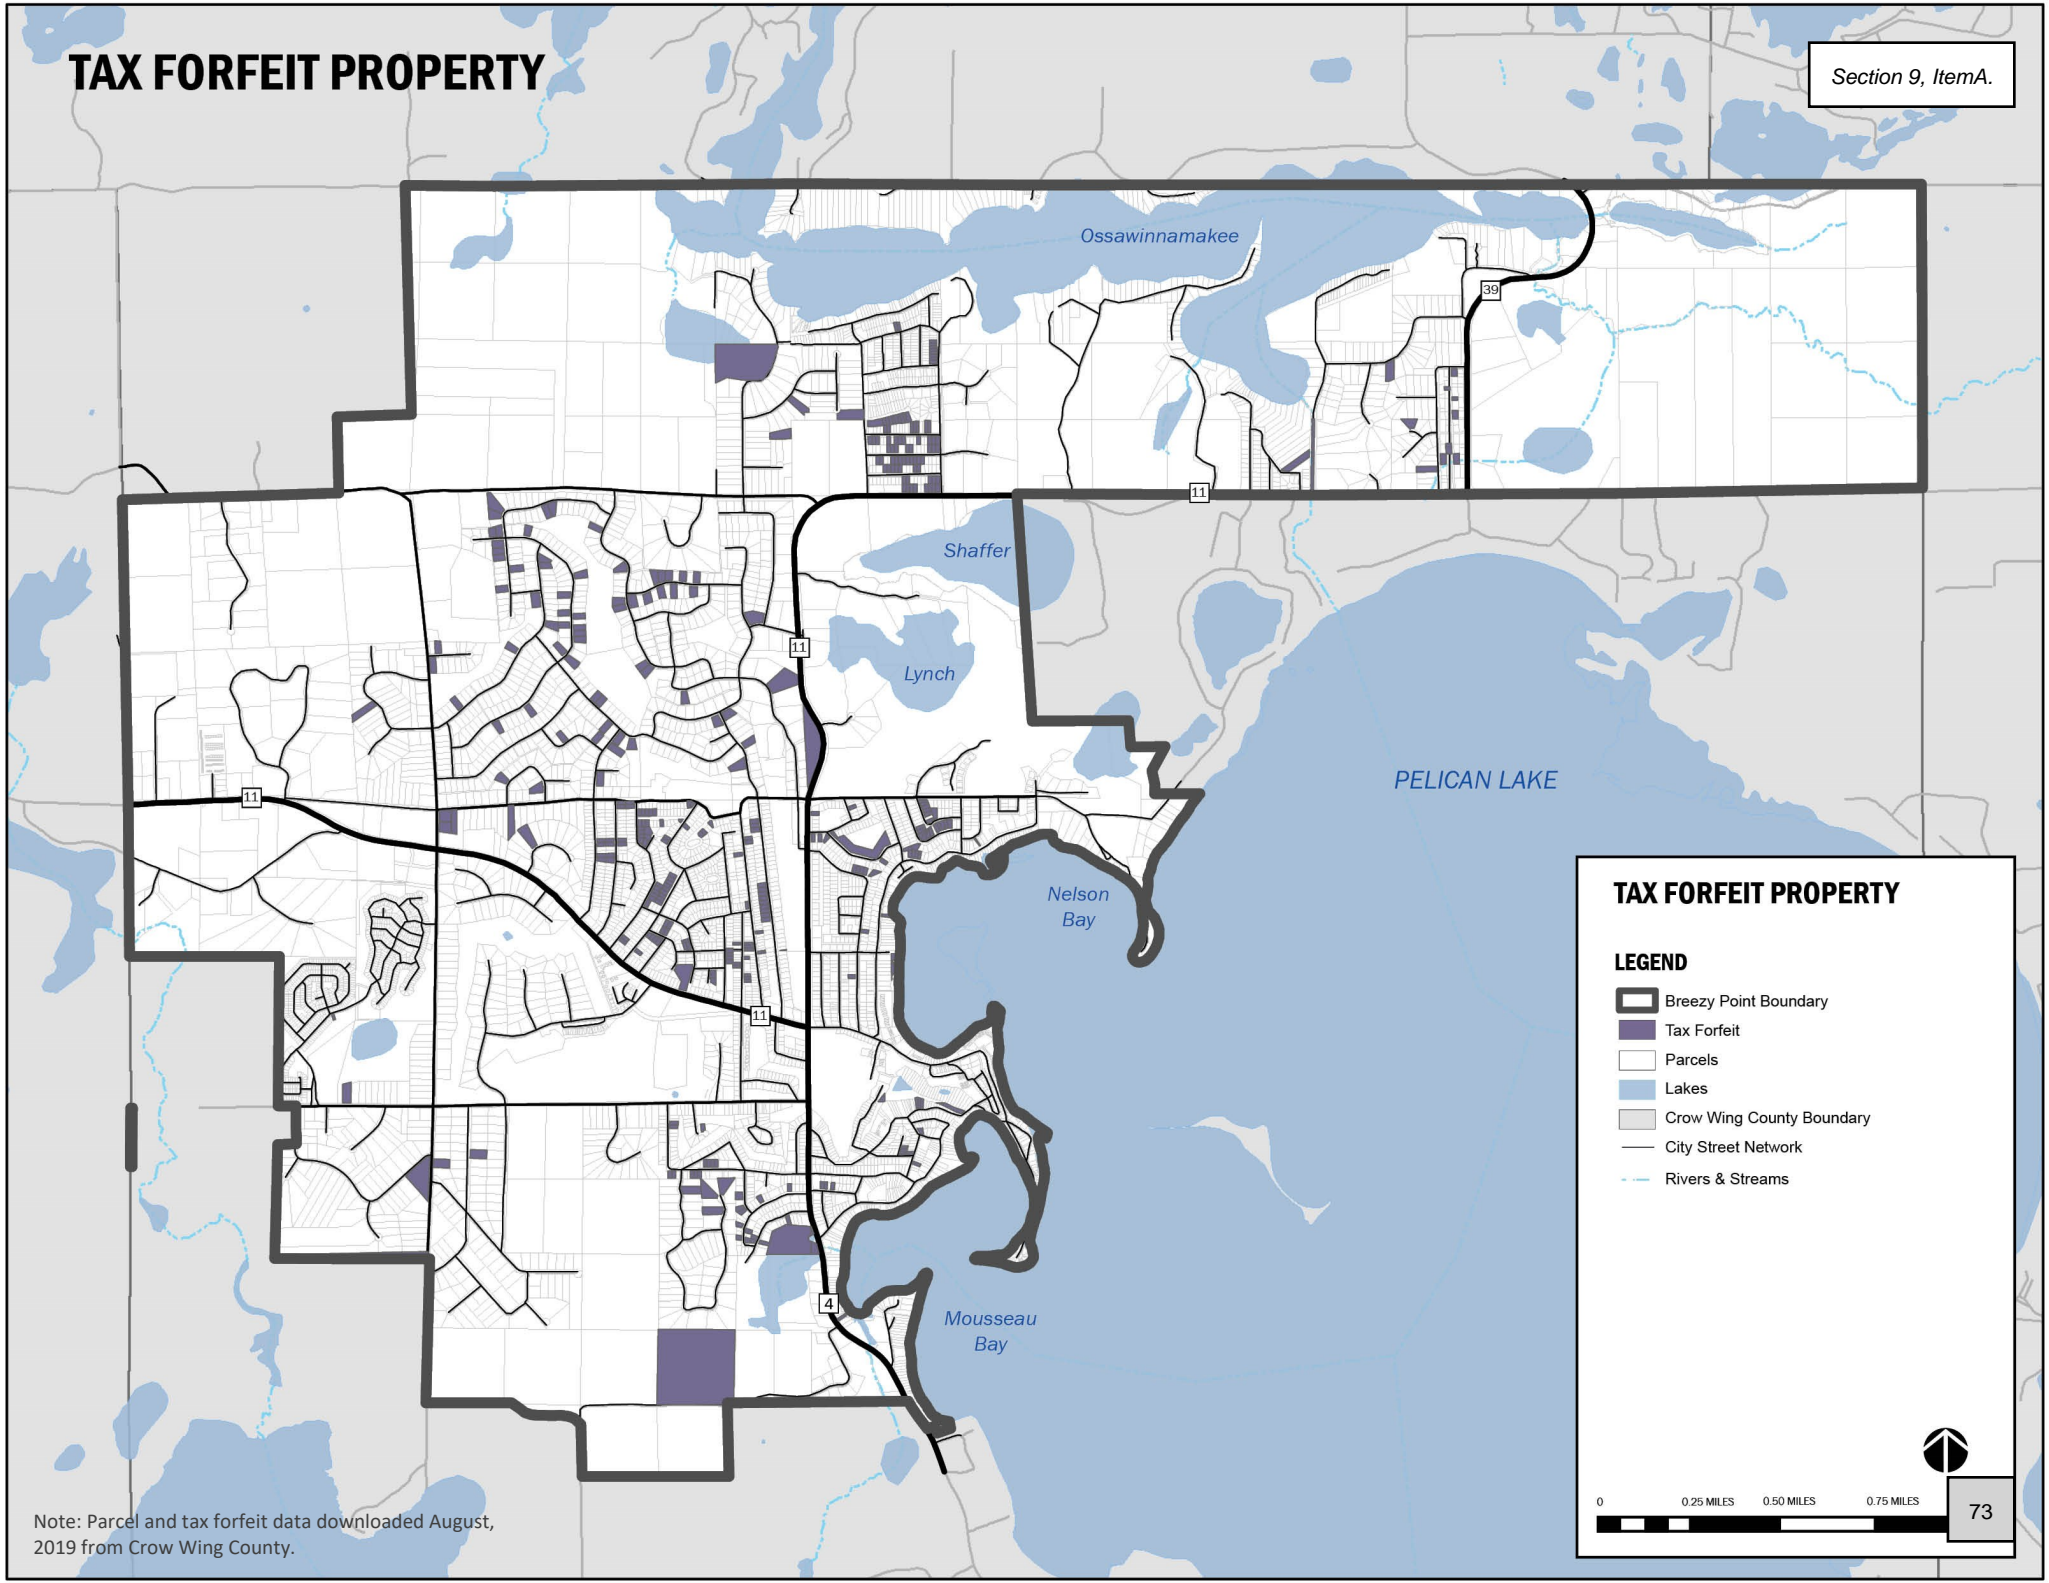 TAX FORFEIT PROPERTY
Section 9, ItemA.
Ossawinnamakee
39
11
Shaffer
11
Lynch
PELICAN LAKE
11
Nelson
Bay
11
4
Mousseau
Bay
TAX FORFEIT PROPERTY
LEGEND
Breezy Point Boundary
Tax Forfeit
Parcels
Lakes
Crow Wing County Boundary
City Street Network
Rivers & Streams
0 0.25 MILES 0.50 MILES 0.75 MILES
73
Note: Parcel and tax forfeit data downloaded August,
2019 from Crow Wing County.